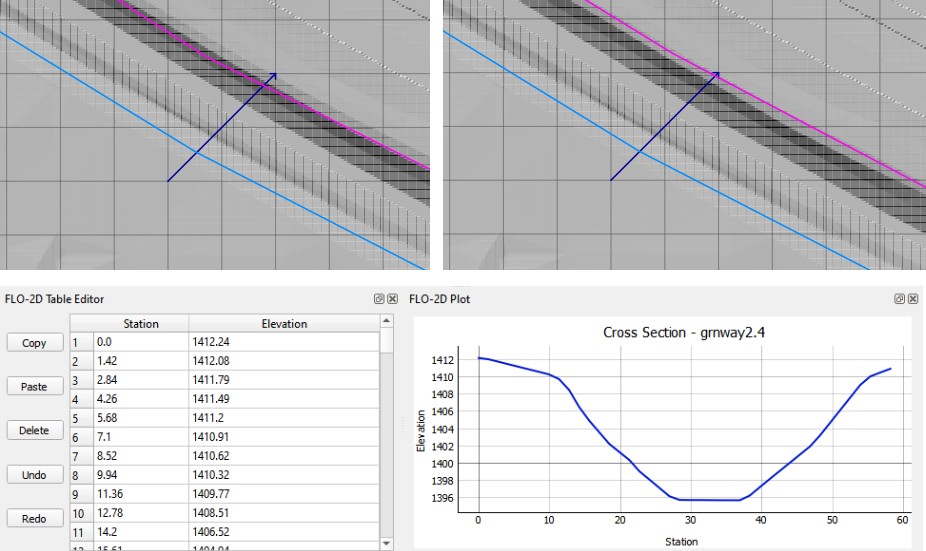 FLO-2D Table Editor
FLO-2D Plot
Copy
Paste
Delete
Undo
Redo
Station Elevation
1 0.0 1412.24
2 1.42 1412.08
3 2.84 1411.79
4 4.26 1411.49
5 5.68 1411.2
6 7.1 1410.91
7 8.52 1410.62
8 9.94 1410.32
9 11.36 1409.77
10 12.78 1408.51
11 14.2 1406.52
12 15.61 1404.94
Cross Section - grnway2.4
Elevation
1412
1410
1408
1406
1404
1402
1400
1398
1396
0 10 20 30 40 50 60
Station